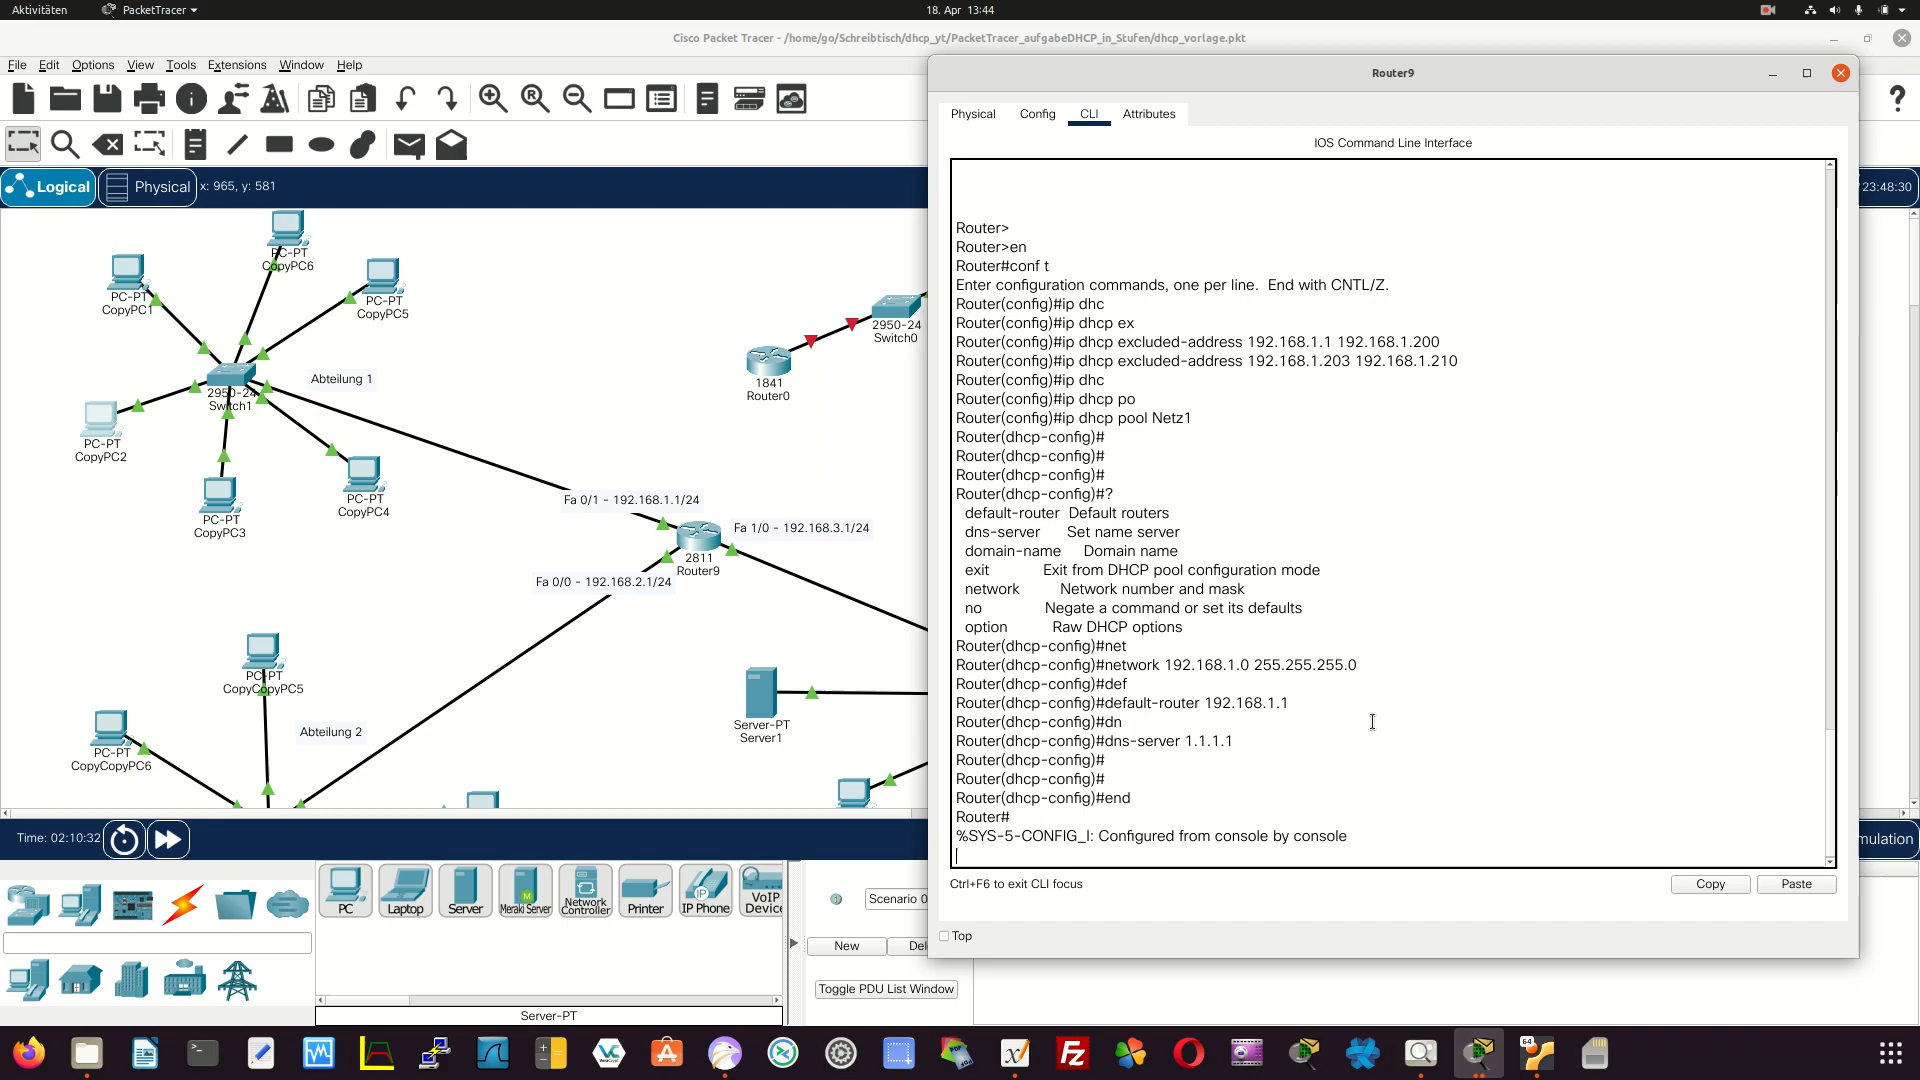 Aktivitäten
PacketTracer
18. Apr 13:44
Cisco Packet Tracer - /home/go/Schreibtisch/dhcp_yt/PacketTracer_aufgabeDHCP_in_Stufen/dhcp_vorlage.pkt
File Edit Options View Tools Extensions Window Help
Logical
Physical
x: 965, y: 581
23:48:30
PC-PT
CopyPC6
PC-PT
CopyPC1
PC-PT
CopyPC5
2950-24
Switch1
Abteilung 1
PC-PT
CopyPC2
PC-PT
CopyPC3
PC-PT
CopyPC4
2950-24
Switch0
1841
Router0
Fa 0/1 - 192.168.1.1/24
Fa 1/0 - 192.168.3.1/24
2811
Router9
Fa 0/0 - 192.168.2.1/24
PC-PT
CopyCopyPC5
Server-PT
Server1
Abteilung 2
PC-PT
CopyCopyPC6
Router9
Physical Config CLI Attributes
IOS Command Line Interface
Router>
Router>en
Router#conf t
Enter configuration commands, one per line.  End with CNTL/Z.
Router(config)#ip dhc
Router(config)#ip dhcp ex
Router(config)#ip dhcp excluded-address 192.168.1.1 192.168.1.200
Router(config)#ip dhcp excluded-address 192.168.1.203 192.168.1.210
Router(config)#ip dhc
Router(config)#ip dhcp po
Router(config)#ip dhcp pool Netz1
Router(dhcp-config)#
Router(dhcp-config)#
Router(dhcp-config)#
Router(dhcp-config)#?
default-router Default routers
dns-server Set name server
domain-name Domain name
exit Exit from DHCP pool configuration mode
network Network number and mask
no Negate a command or set its defaults
option Raw DHCP options
Router(dhcp-config)#net
Router(dhcp-config)#network 192.168.1.0 255.255.255.0
Router(dhcp-config)#def
Router(dhcp-config)#default-router 192.168.1.1
Router(dhcp-config)#dn
Router(dhcp-config)#dns-server 1.1.1.1
Router(dhcp-config)#
Router(dhcp-config)#
Router(dhcp-config)#end
Router#
%SYS-5-CONFIG_I: Configured from console by console
Ctrl+F6 to exit CLI focus
Copy
Paste
Top
Time: 02:10:32
mulation
PC
Laptop
Server
Meraki Server
Network
Controller
Printer
IP Phone
VoIP
Device
Server-PT
Scenario 0
New
Del
Toggle PDU List Window